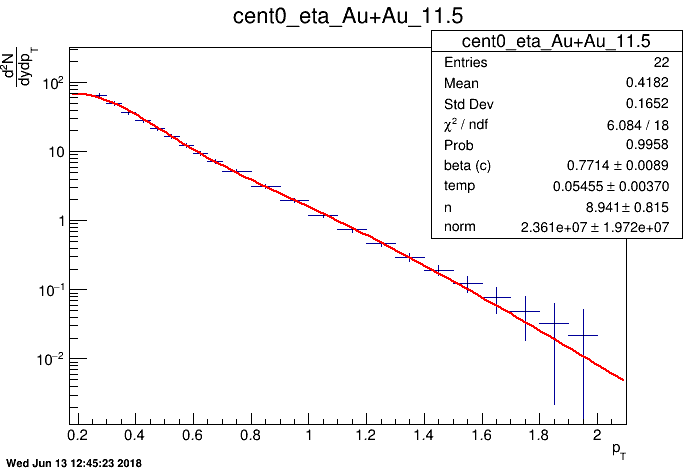 cent0_eta_Au+Au_11.5
cent0_eta_Au+Au_11.5
Entries 22
Mean 0.4182
Std Dev 0.1652
χ² / ndf 6.084 / 18
Prob 0.9958
beta (c) 0.7714 ± 0.0089
temp 0.05455 ± 0.00370
n 8.941 ± 0.815
norm 2.361e+07 ± 1.972e+07
d²N
dydp_T
10²
10
1
10⁻¹
10⁻²
0.2 0.4 0.6 0.8 1 1.2 1.4 1.6 1.8 2
p_T
Wed Jun 13 12:45:23 2018